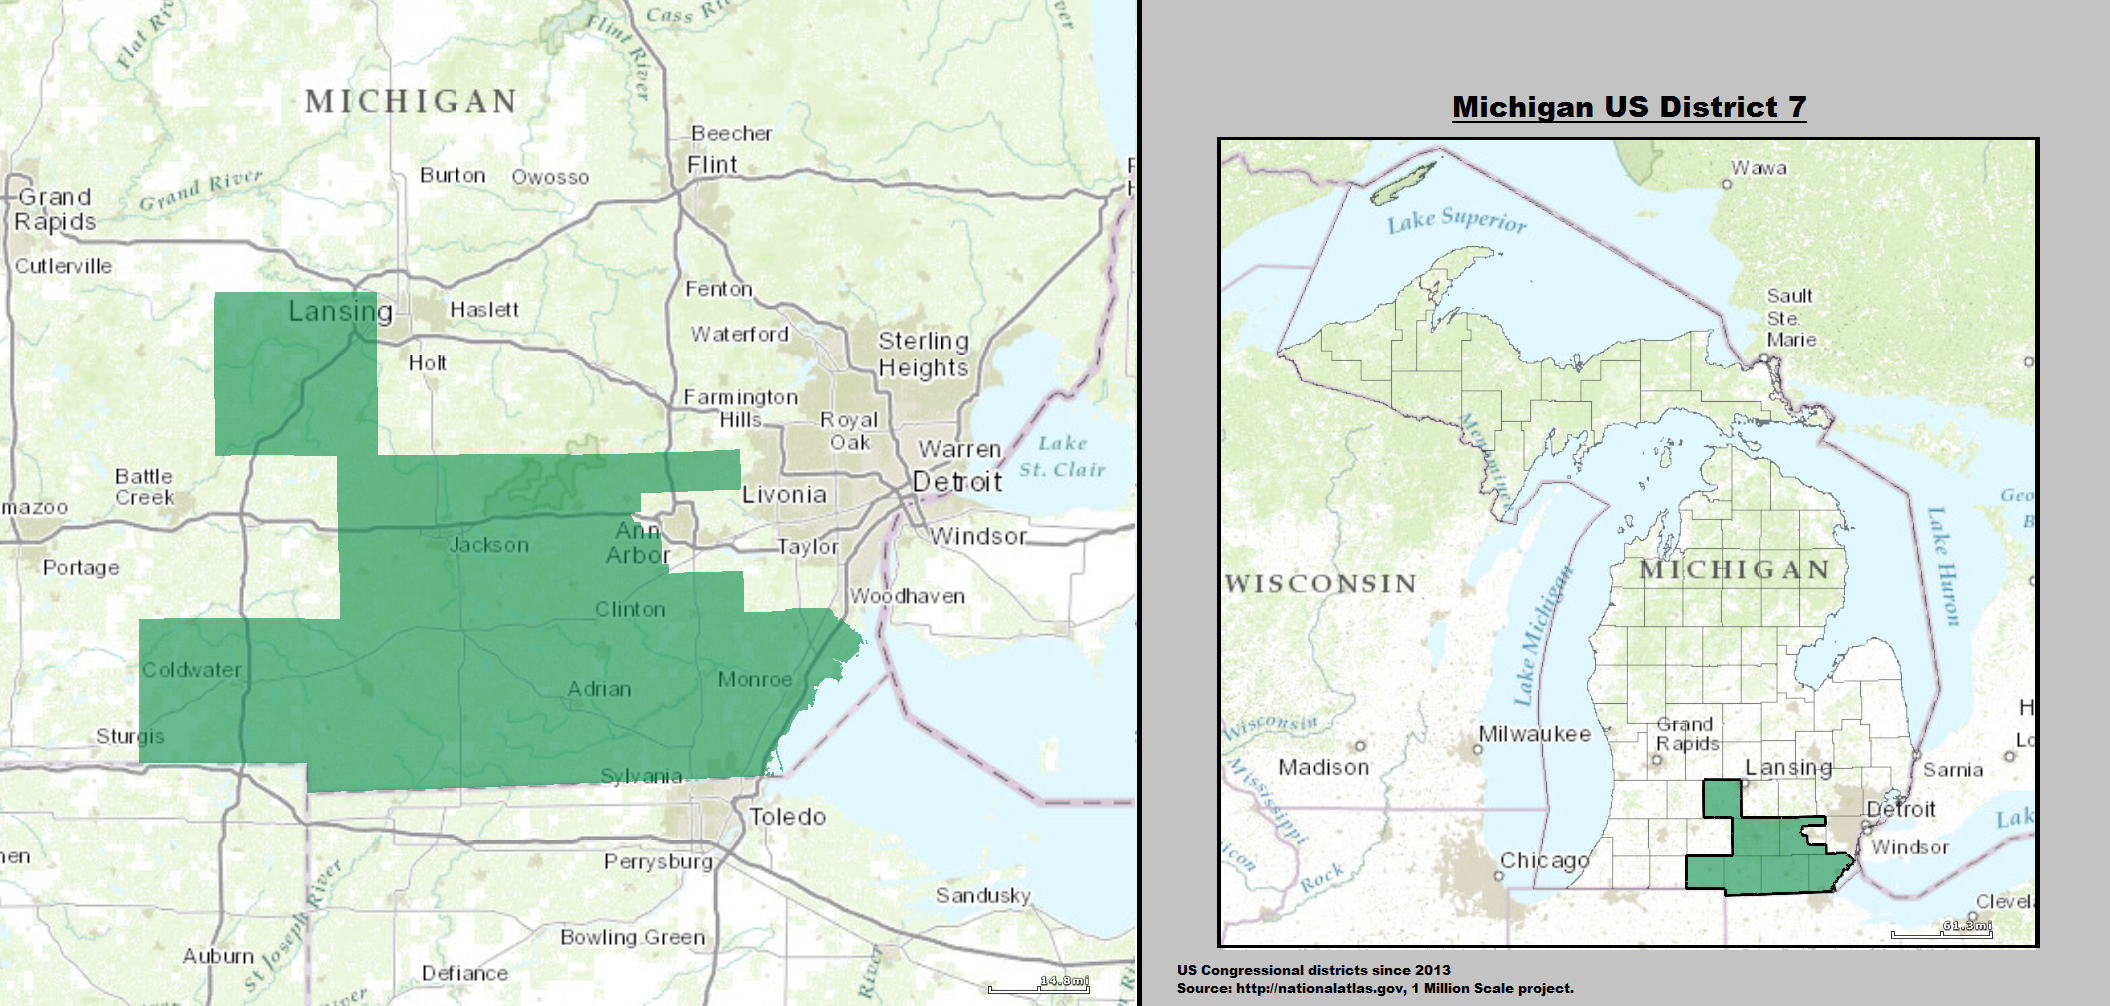 Flat Riv
Cass Riv
ver
Flint River
MICHIGAN
Beecher
Flint
Burton
Owosso
Grand River
Grand
Rapids
Cutlerville
Fenton
Lansing
Haslett
Waterford
Sterling
Heights
Holt
Farmington
Hills
Royal
Oak
Warren
Lake
St. Clair
Battle
Creek
Detroit
Livonia
mazoo
Ann
Arbor
Windsor
Jackson
Taylor
Portage
Clinton
Woodhaven
Coldwater
Adrian
Monroe
Sturgis
Sylvania
Toledo
Perrysburg
nen
St Joseph River
Sandusky
Bowling Green
Auburn
Defiance
River
River
14.8mi
Michigan US District 7
Wawa
Lake Superior
Sault
Ste.
Marie
Menominee
Geo
B
Lake Huron
MICHIGAN
WISCONSIN
Lake Michigan
Wisconsin
Milwaukee
Grand
Rapids
H
Lo
Madison
Lansing
Sarnia
Mississippi
Detroit
Lak
Windsor
icon
Rock
Chicago
Clevel
61.3mi
US Congressional districts since 2013
Source: http://nationalatlas.gov, 1 Million Scale project.